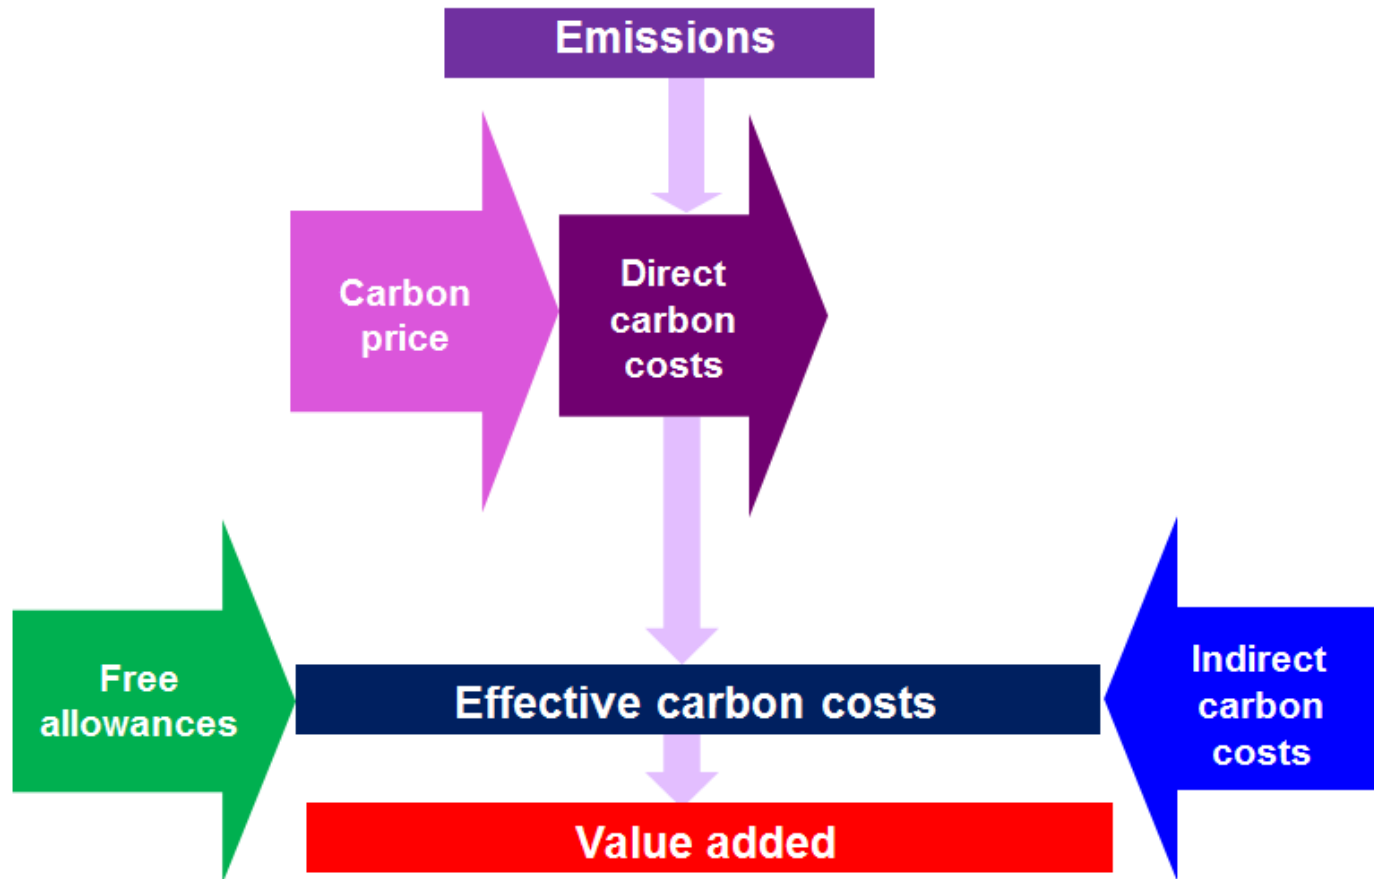 Emissions
Carbon
price
Direct
carbon
costs
Free
allowances
Effective carbon costs
Indirect
carbon
costs
Value added